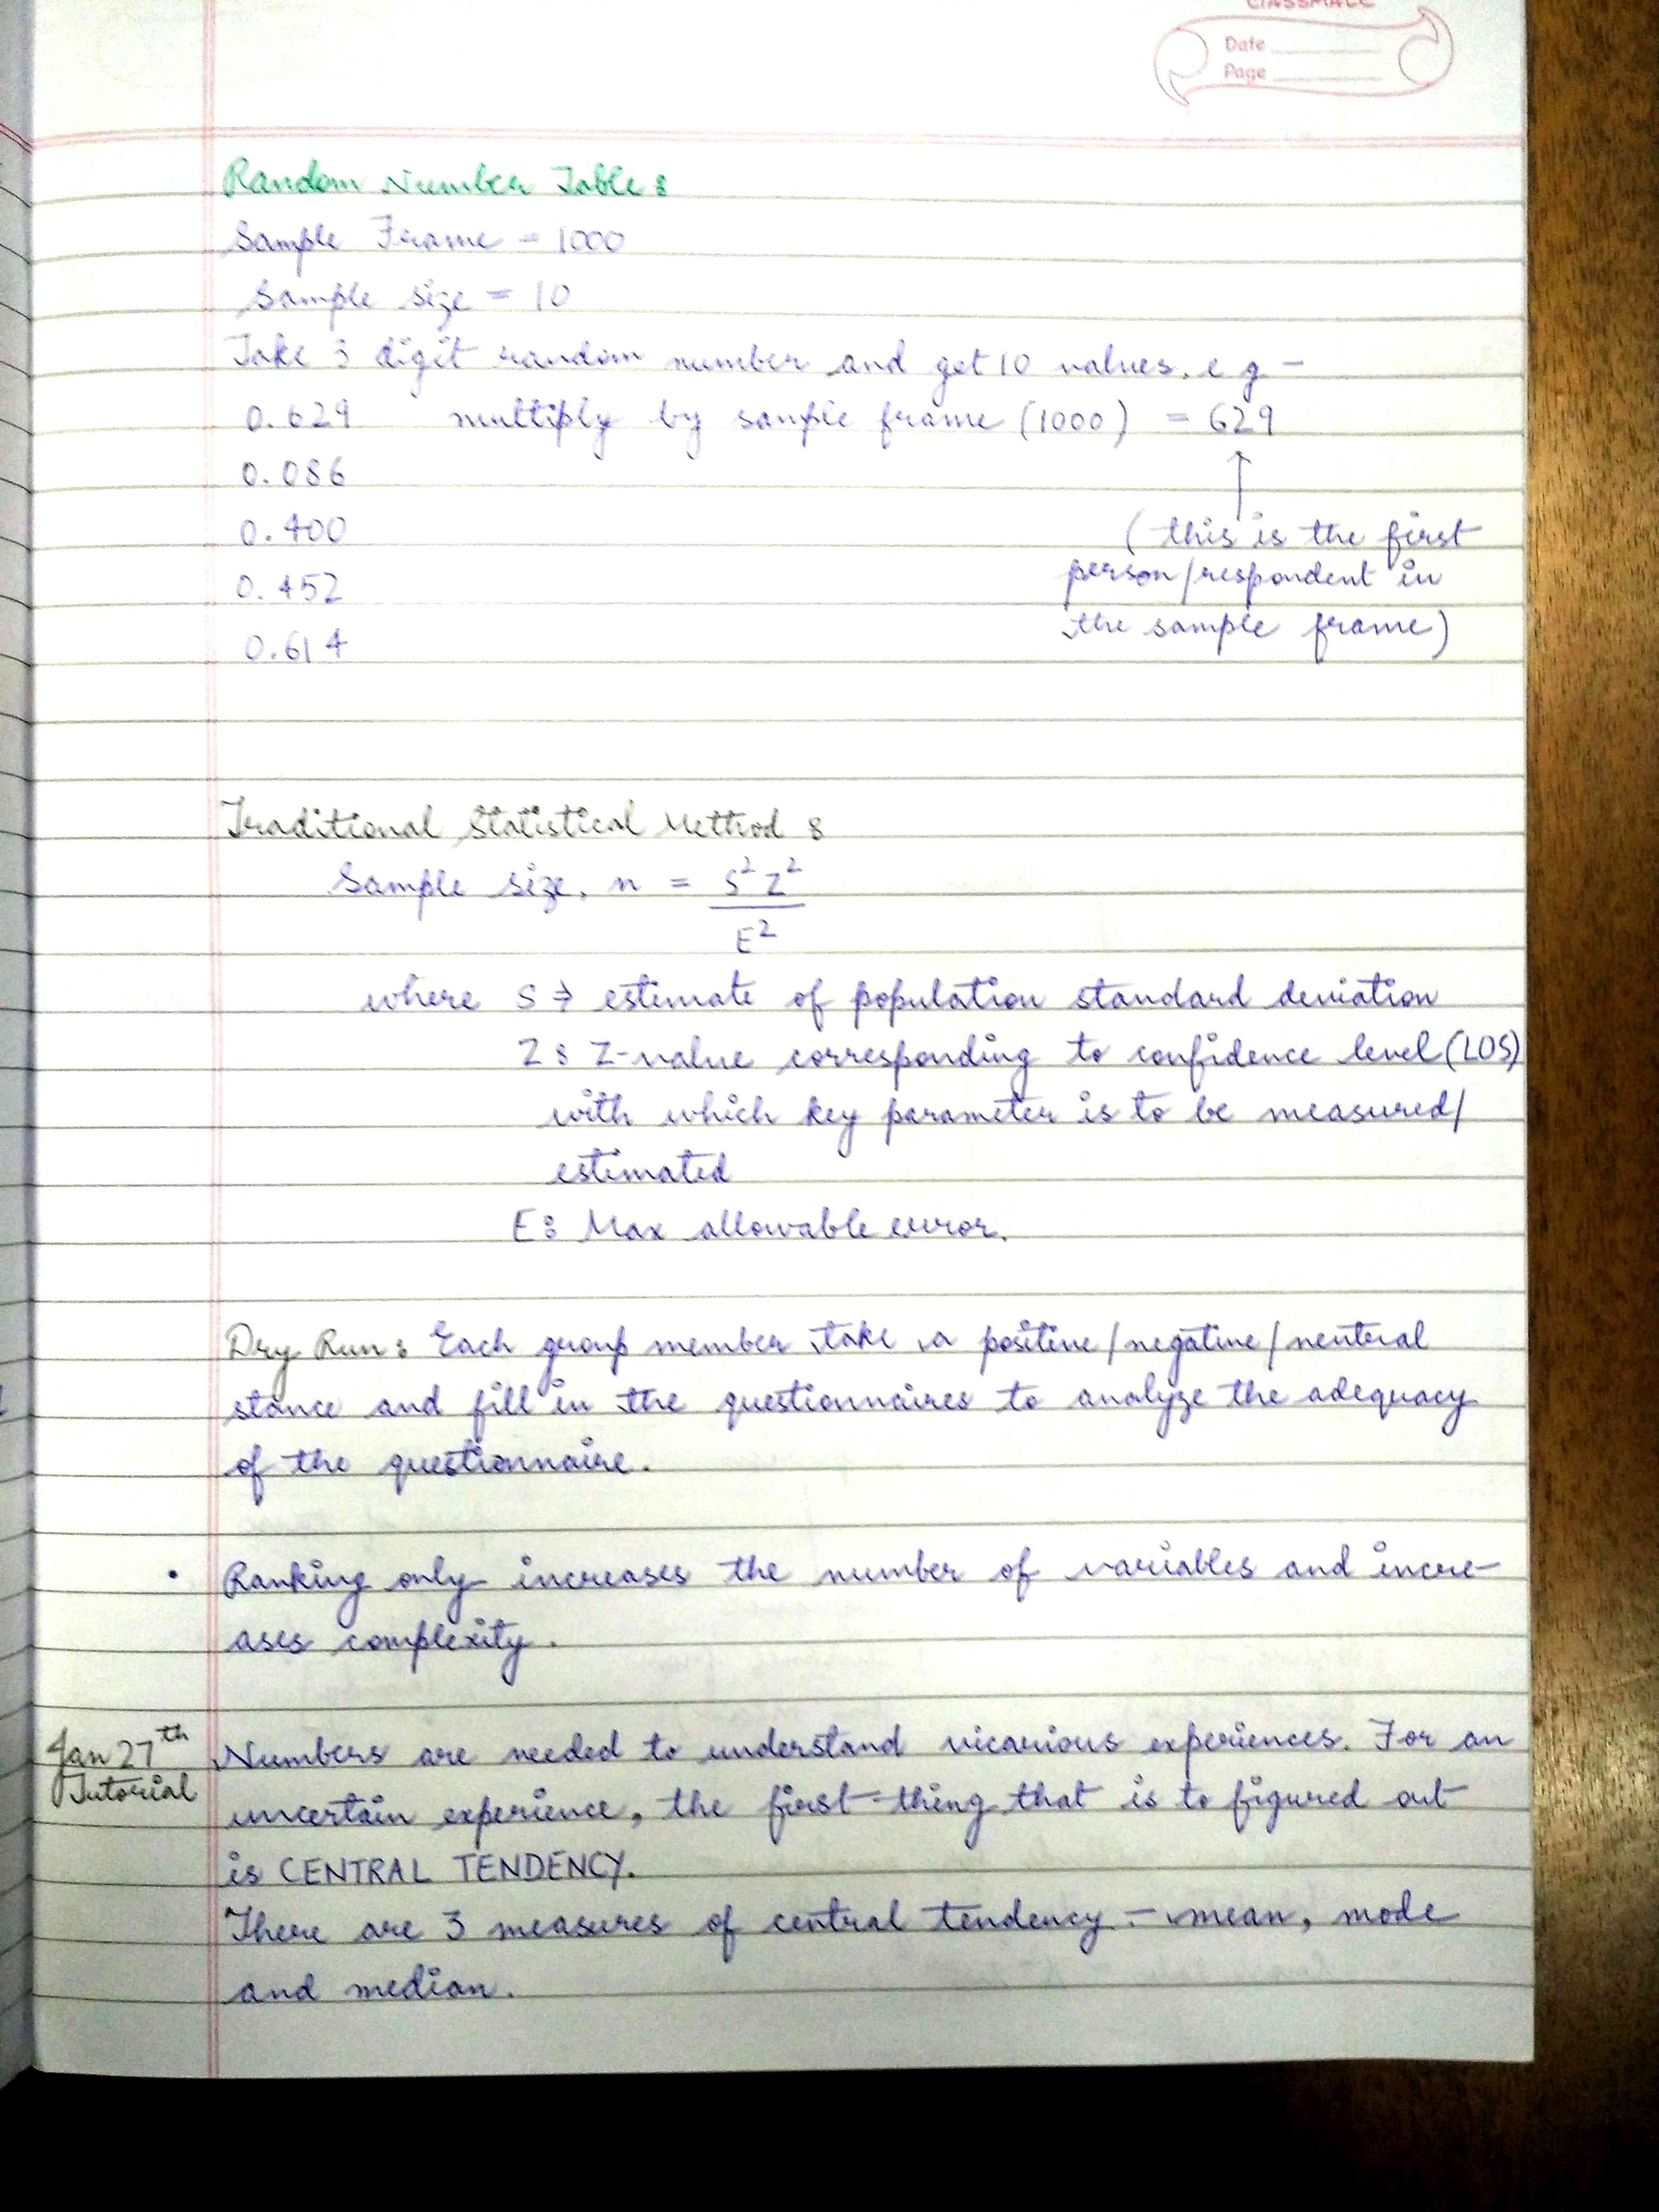 classmate
Date
Page
Random Number Table :
Sample Frame = 1000
Sample size = 10
Take 3 digit random number and get 10 values. e g -
0.629 multiply by sample frame (1000) = 629
0.086
0.400
0.452
0.614
↑
(this is the first
person/respondent in
the sample frame)
Traditional Statistical Method :
Sample size, n = S² Z²
E²
where S → estimate of population standard deviation
Z : Z-value corresponding to confidence level (LOS)
with which key parameter is to be measured/
estimated
E : Max allowable error.
Dry Run : Each group member take a positive / negative / neutral
stance and fill in the questionnaires to analyze the adequacy
of the questionnaire.
• Ranking only increases the number of variables and incre-
ases complexity.
Jan 27th
Tutorial
Numbers are needed to understand vicarious experiences. For an
uncertain experience, the first thing that is to figured out
is CENTRAL TENDENCY.
There are 3 measures of central tendency - mean, mode
and median.